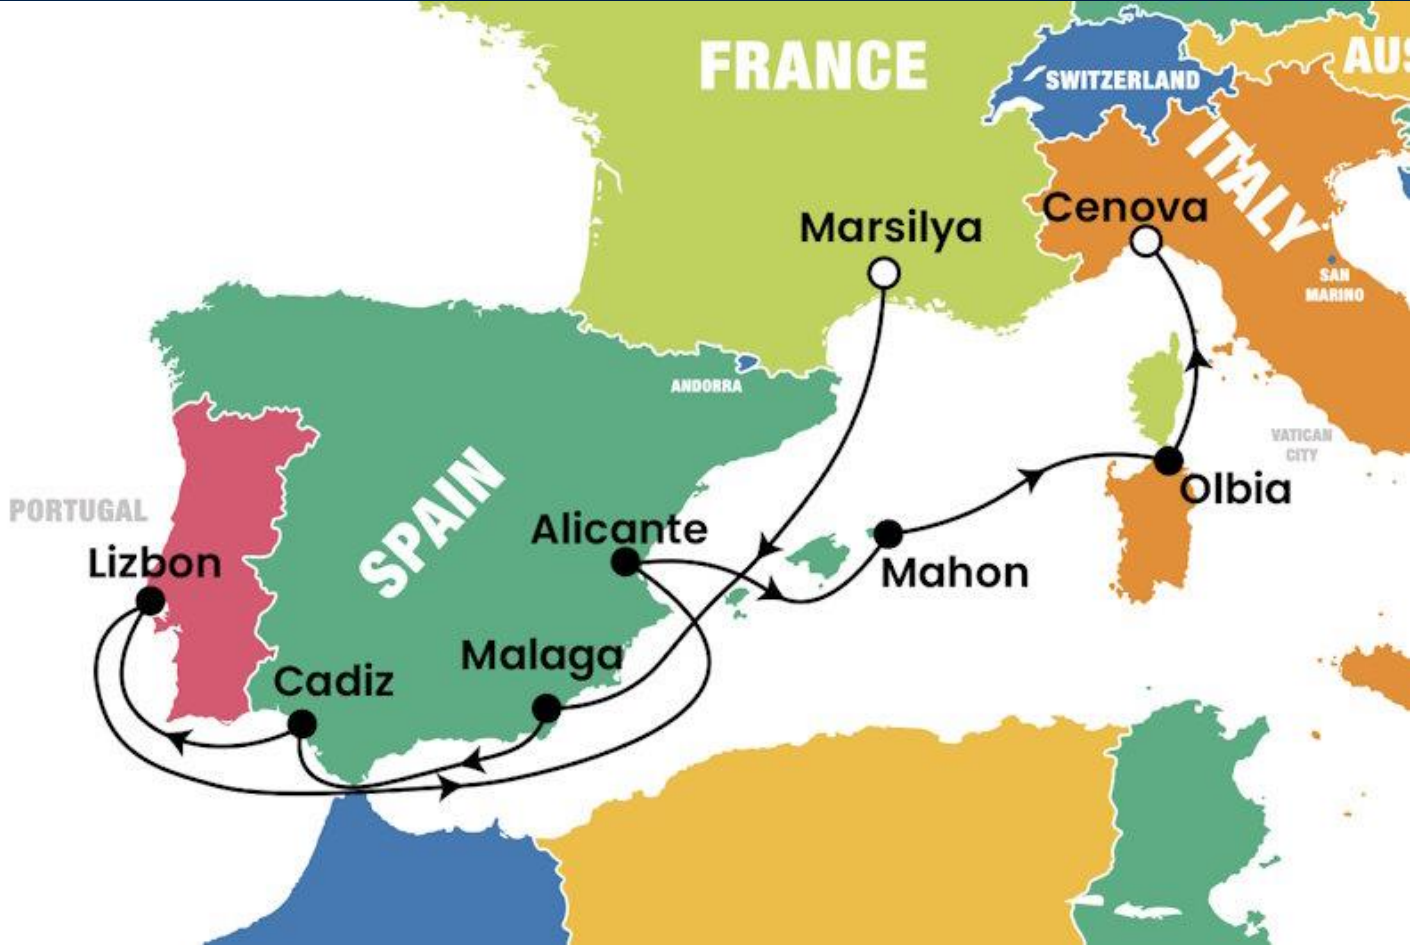 FRANCE
SWITZERLAND
AUS
ITALY
Cenova
Marsilya
SAN
MARINO
ANDORRA
VATICAN
CITY
SPAIN
PORTUGAL
Olbia
Alicante
Lizbon
Mahon
Malaga
Cadiz